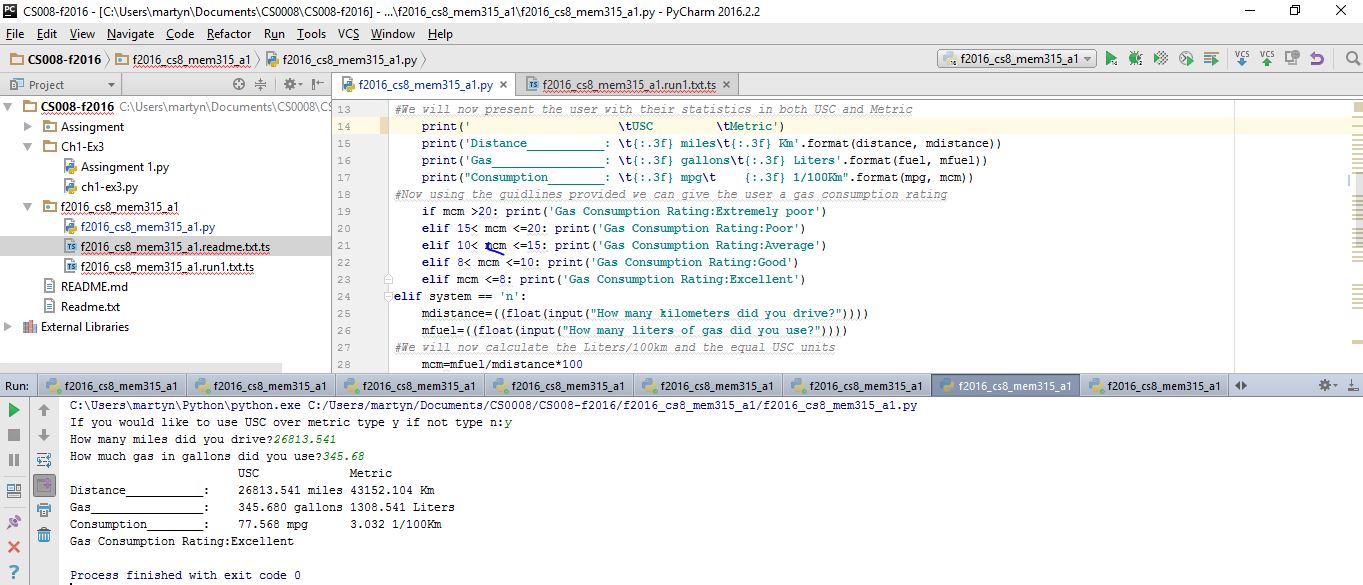 PC CS008-f2016 - [C:\Users\martyn\Documents\CS0008\CS008-f2016] - ...\f2016_cs8_mem315_a1\f2016_cs8_mem315_a1.py - PyCharm 2016.2.2
File Edit View Navigate Code Refactor Run Tools VCS Window Help
CS008-f2016 f2016_cs8_mem315_a1 f2016_cs8_mem315_a1.py f2016_cs8_mem315_a1 VCS VCS
Project f2016_cs8_mem315_a1.py × TS f2016_cs8_mem315_a1.run1.txt.ts ×
CS008-f2016 C:\Users\martyn\Documents\CS0008\CS
Assingment
Ch1-Ex3
Assingment 1.py
ch1-ex3.py
f2016_cs8_mem315_a1
f2016_cs8_mem315_a1.py
TS f2016_cs8_mem315_a1.readme.txt.ts
TS f2016_cs8_mem315_a1.run1.txt.ts
README.md
Readme.txt
External Libraries
13 #We will now present the user with their statistics in both USC and Metric
14 print('                     \tUSC         \tMetric')
15 print('Distance___________: \t{:.3f} miles\t{:.3f} Km'.format(distance, mdistance))
16 print('Gas________________: \t{:.3f} gallons\t{:.3f} Liters'.format(fuel, mfuel))
17 print("Consumption________: \t{:.3f} mpg\t    {:.3f} 1/100Km".format(mpg, mcm))
18 #Now using the guidlines provided we can give the user a gas consumption rating
19 if mcm >20: print('Gas Consumption Rating:Extremely poor')
20 elif 15< mcm <=20: print('Gas Consumption Rating:Poor')
21 elif 10< mcm <=15: print('Gas Consumption Rating:Average')
22 elif 8< mcm <=10: print('Gas Consumption Rating:Good')
23 elif mcm <=8: print('Gas Consumption Rating:Excellent')
24 elif system == 'n':
25 mdistance=((float(input("How many kilometers did you drive?"))))
26 mfuel=((float(input("How many liters of gas did you use?"))))
27 #We will now calculate the Liters/100km and the equal USC units
28 mcm=mfuel/mdistance*100
Run: f2016_cs8_mem315_a1 f2016_cs8_mem315_a1 f2016_cs8_mem315_a1 f2016_cs8_mem315_a1 f2016_cs8_mem315_a1 f2016_cs8_mem315_a1 f2016_cs8_mem315_a1 f2016_cs8_mem315_a1
C:\Users\martyn\Python\python.exe C:/Users/martyn/Documents/CS0008/CS008-f2016/f2016_cs8_mem315_a1/f2016_cs8_mem315_a1.py
If you would like to use USC over metric type y if not type n:y
How many miles did you drive?26813.541
How much gas in gallons did you use?345.68
USC Metric
Distance___________: 26813.541 miles 43152.104 Km
Gas________________: 345.680 gallons 1308.541 Liters
Consumption________: 77.568 mpg 3.032 1/100Km
Gas Consumption Rating:Excellent
Process finished with exit code 0